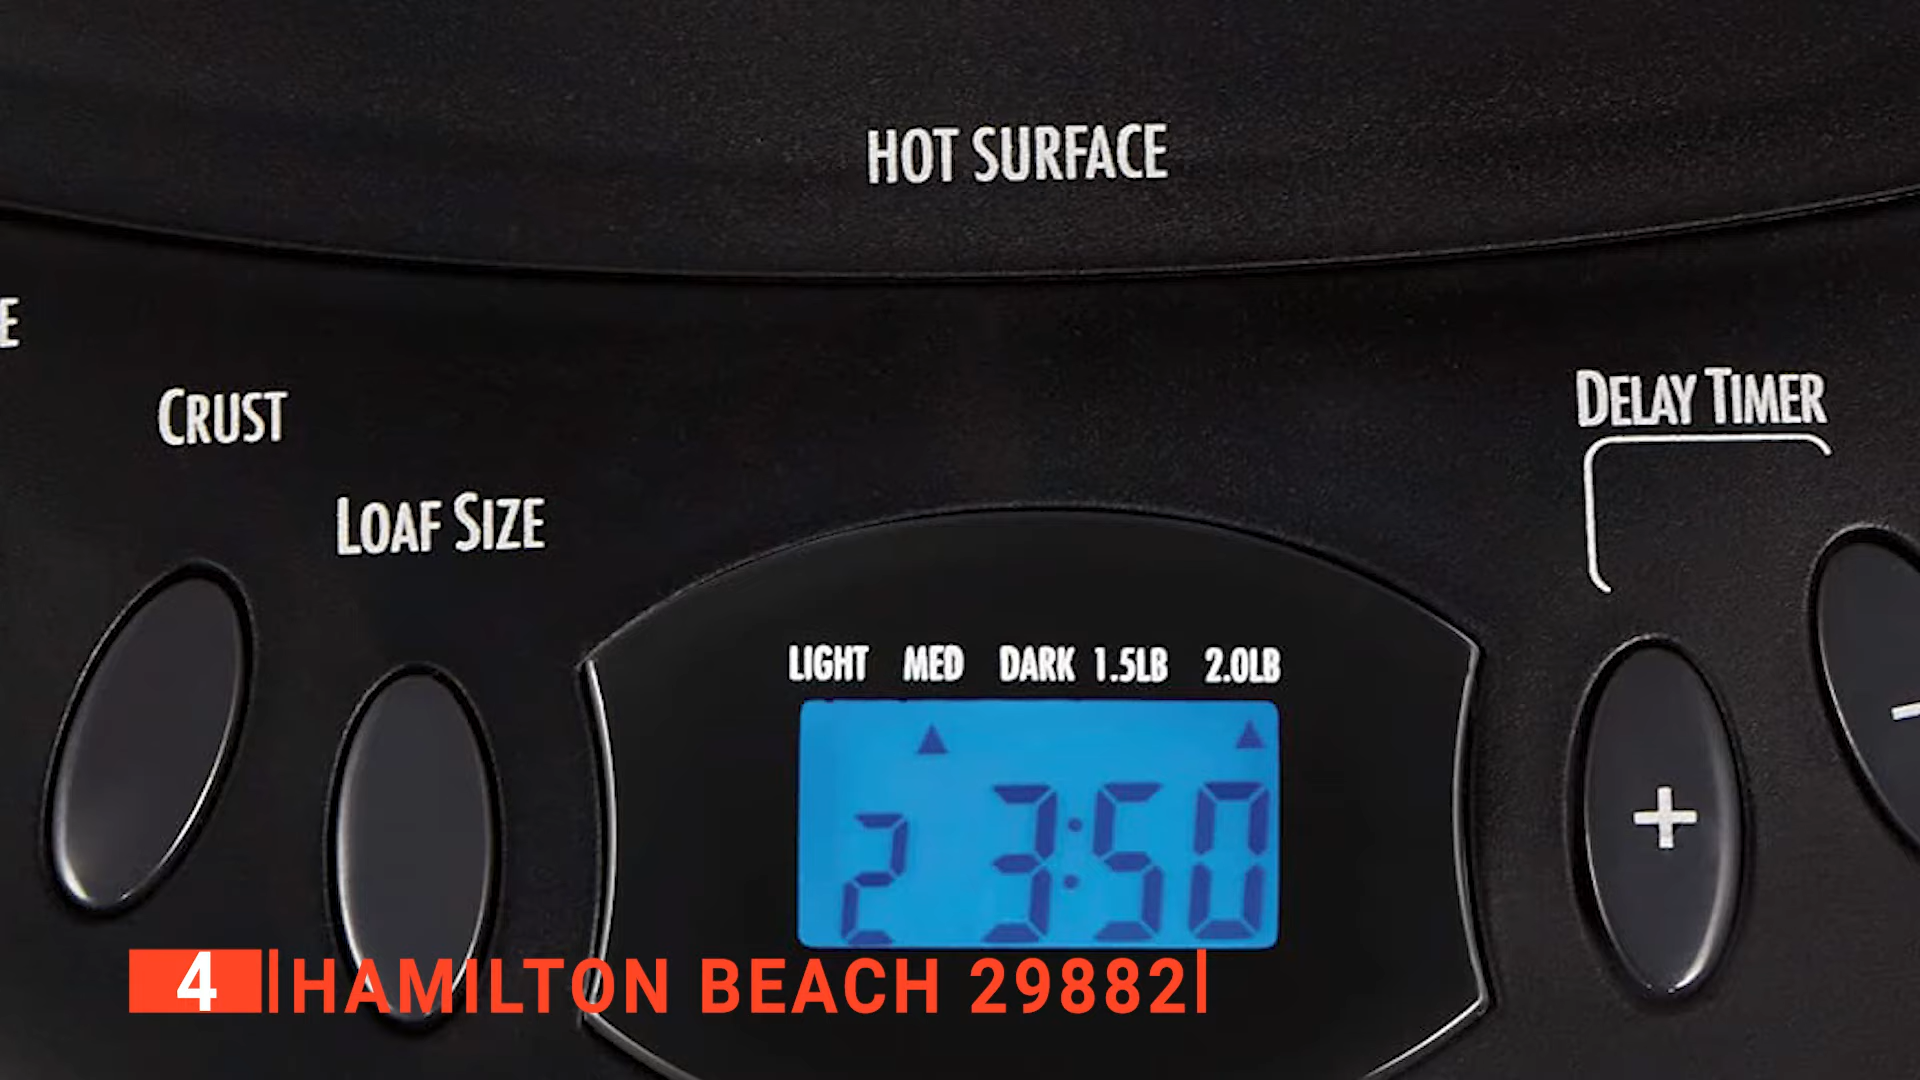 HOT SURFACE
E
CRUST
LOAF SIZE
DELAY TIMER
LIGHT MED DARK 1.5LB 2.0LB
2 3:50
+
-
4 HAMILTON BEACH 29882